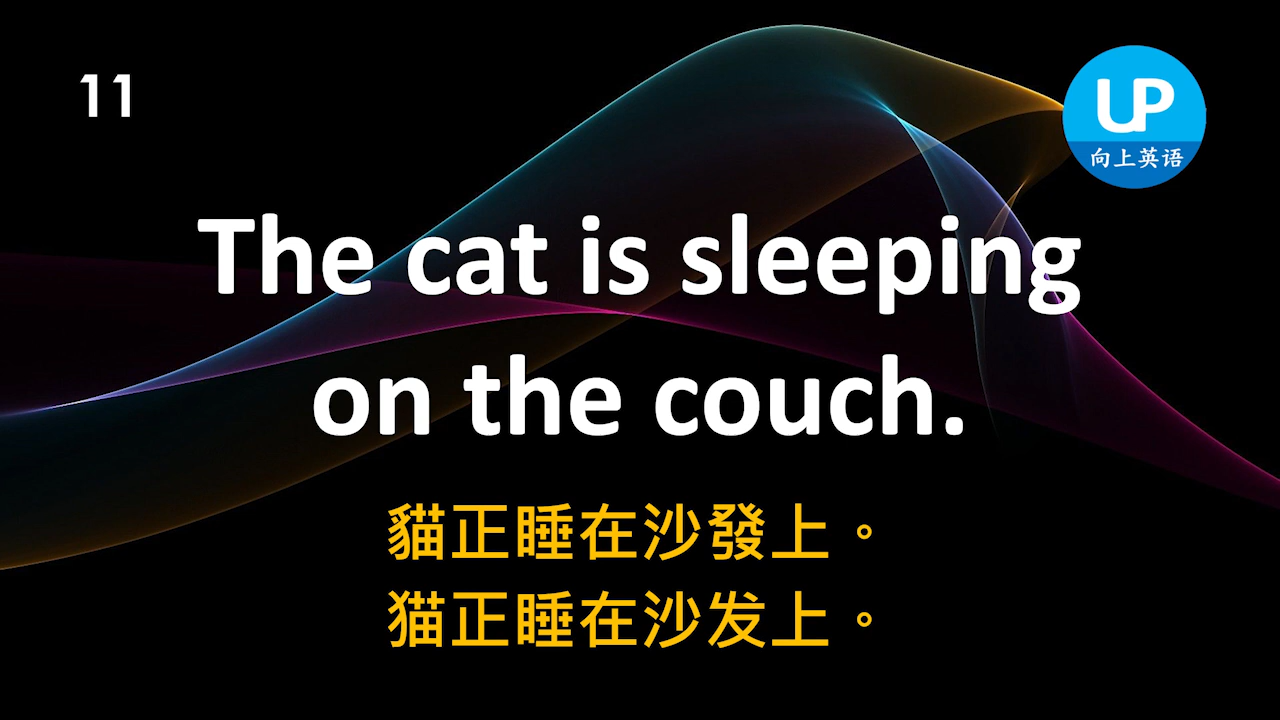 11
UP
向上英语
The cat is sleeping
on the couch.
貓正睡在沙發上。
猫正睡在沙发上。